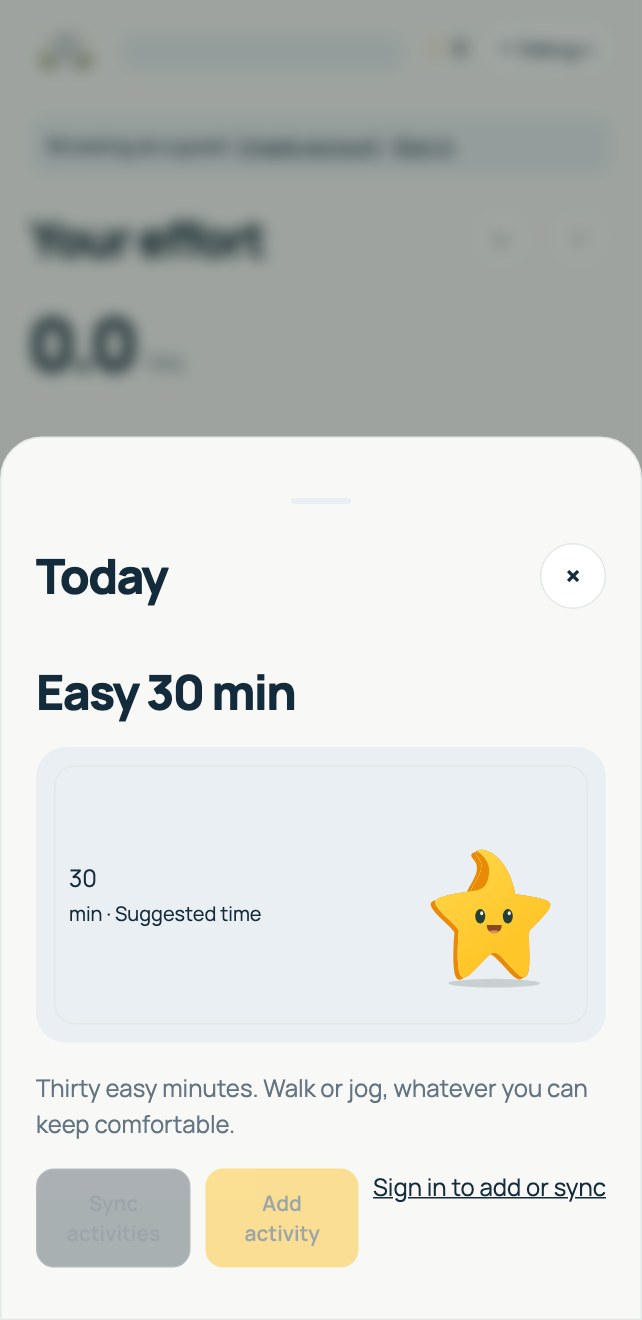 Your effort
0.0
Today
×
Easy 30 min
30
min · Suggested time
Thirty easy minutes. Walk or jog, whatever you can
keep comfortable.
Sync
activities
Add
activity
Sign in to add or sync